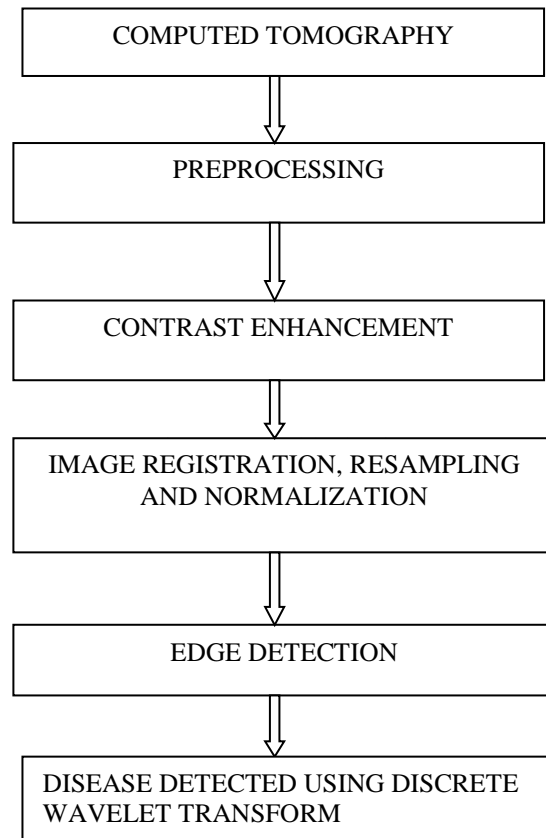 COMPUTED TOMOGRAPHY
PREPROCESSING
CONTRAST ENHANCEMENT
IMAGE REGISTRATION, RESAMPLING
AND NORMALIZATION
EDGE DETECTION
DISEASE DETECTED USING DISCRETE
WAVELET TRANSFORM